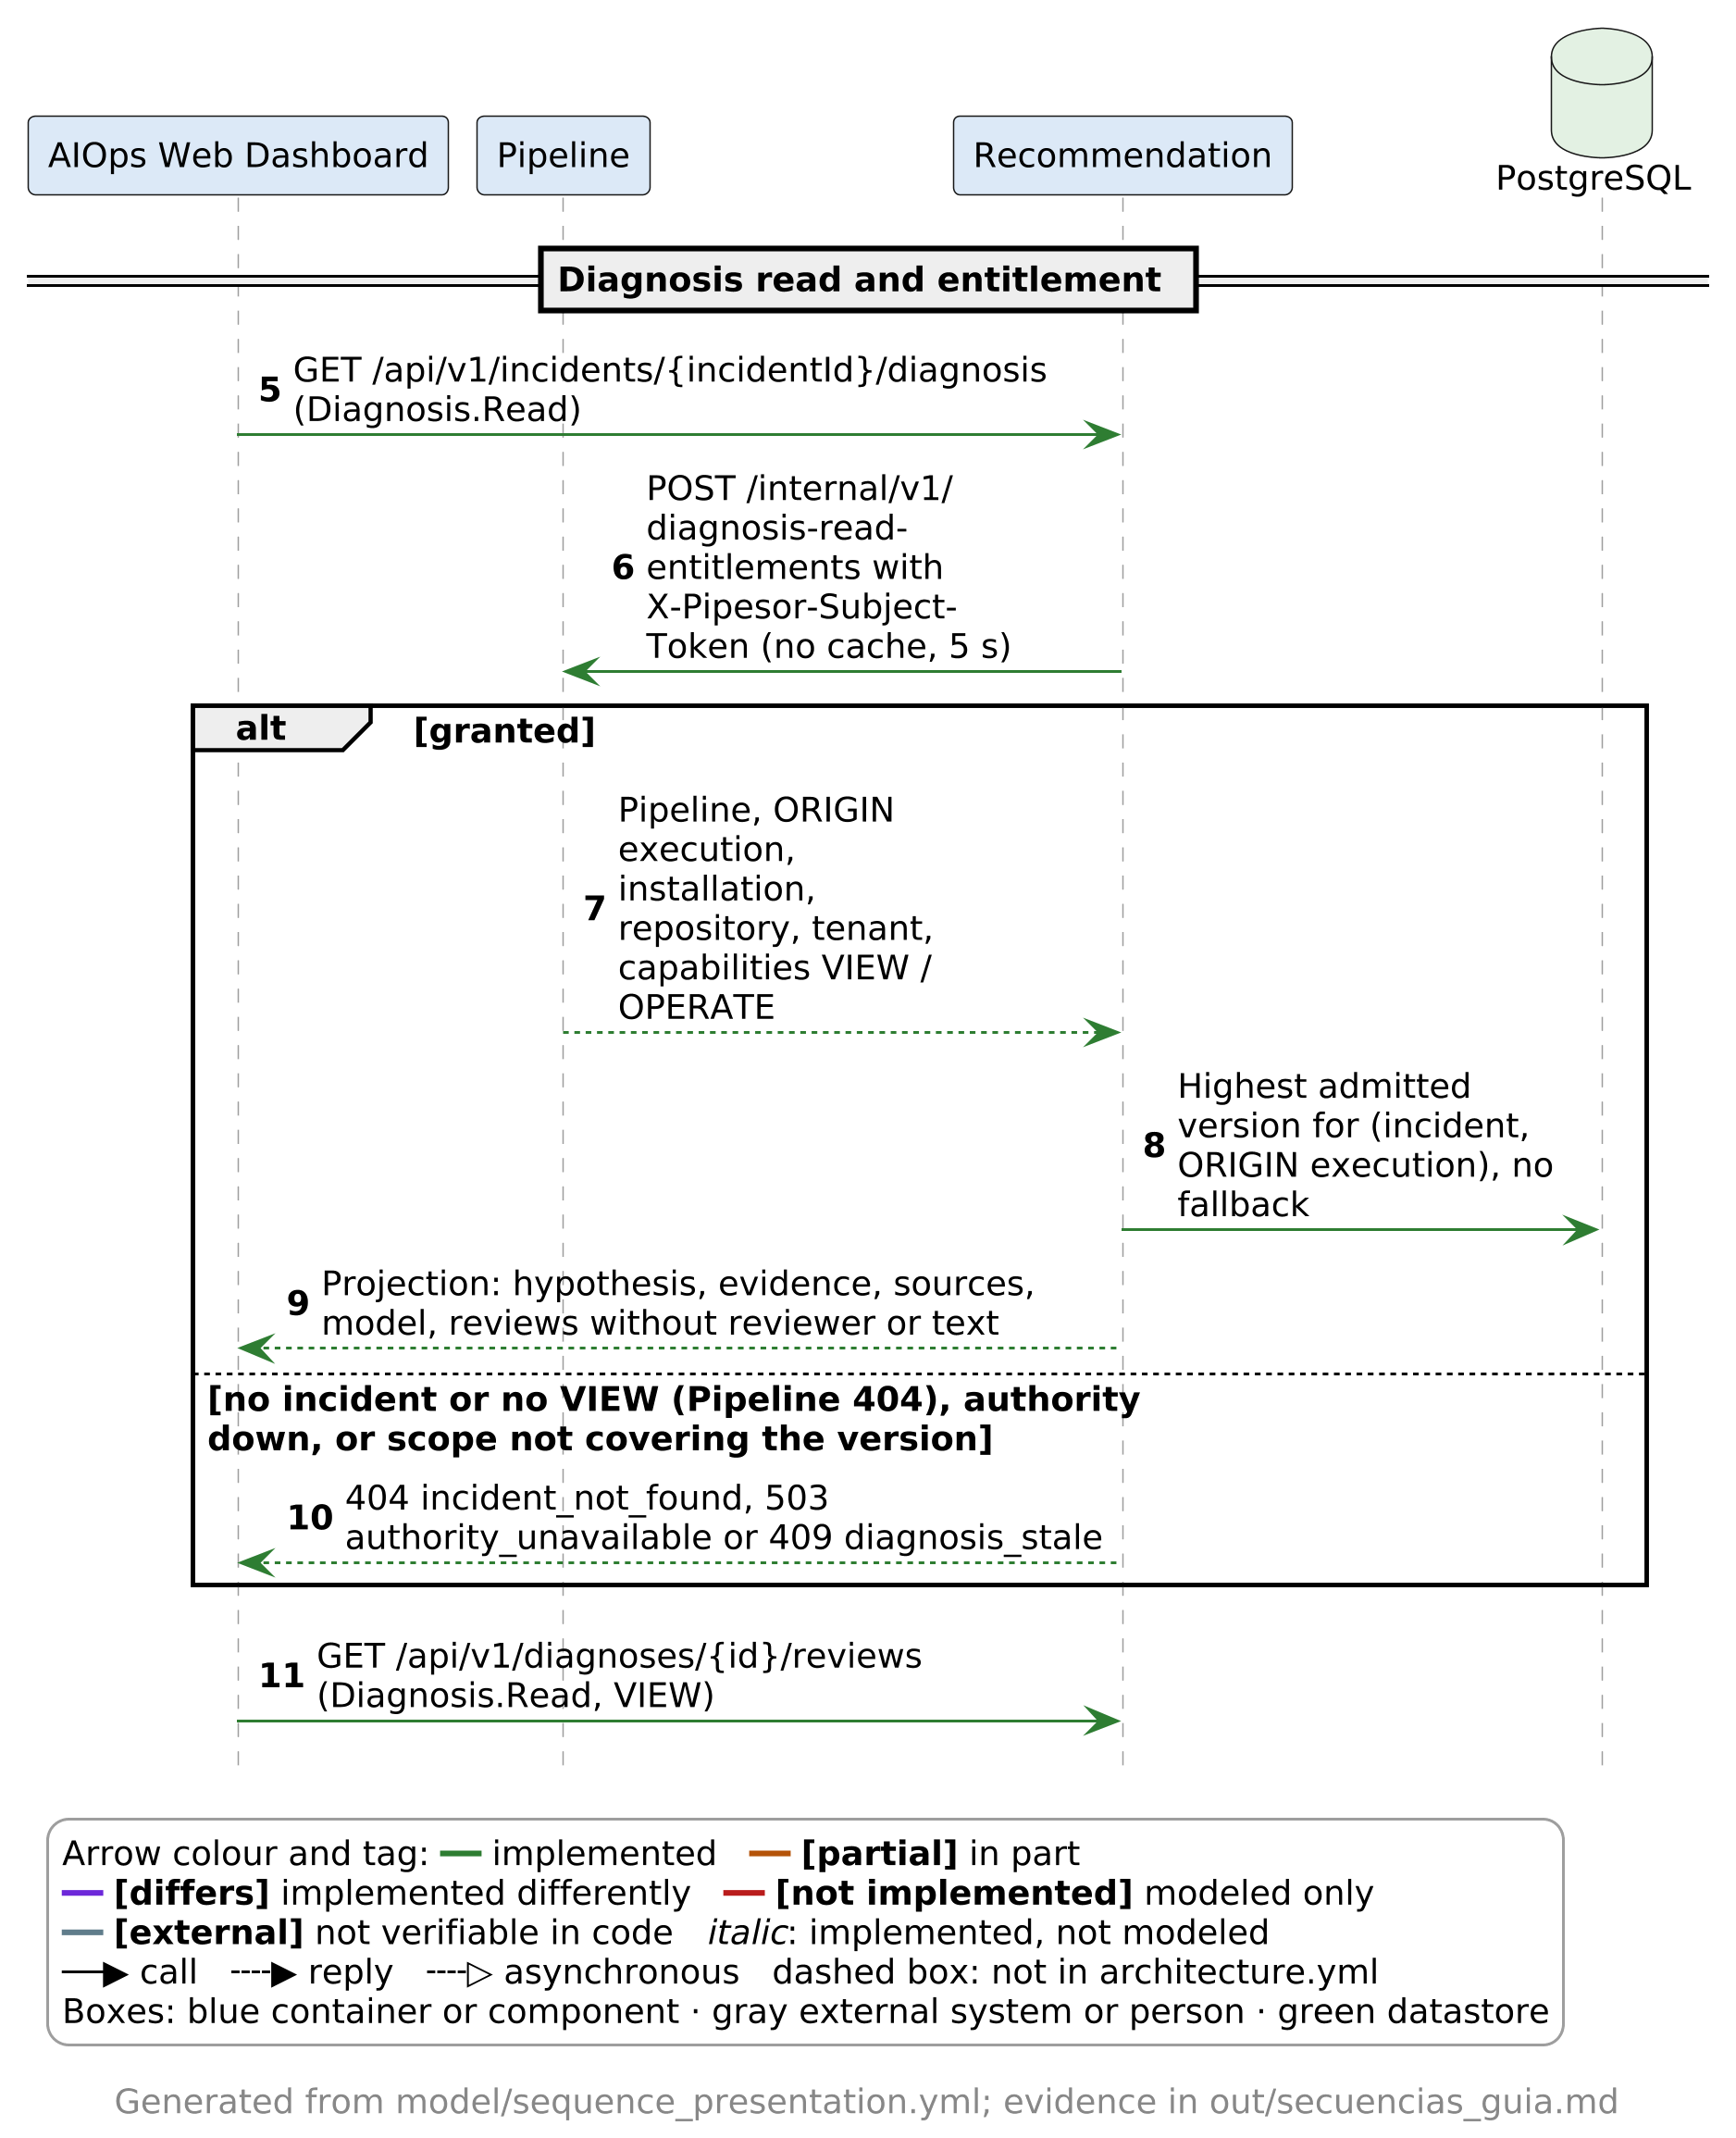 AIOps Web Dashboard
Pipeline
Recommendation
PostgreSQL
Diagnosis read and entitlement
5 GET /api/v1/incidents/{incidentId}/diagnosis
(Diagnosis.Read)
6 POST /internal/v1/
diagnosis-read-
entitlements with
X-Pipesor-Subject-
Token (no cache, 5 s)
alt [granted]
7 Pipeline, ORIGIN
execution,
installation,
repository, tenant,
capabilities VIEW /
OPERATE
8 Highest admitted
version for (incident,
ORIGIN execution), no
fallback
9 Projection: hypothesis, evidence, sources,
model, reviews without reviewer or text
[no incident or no VIEW (Pipeline 404), authority
down, or scope not covering the version]
10 404 incident_not_found, 503
authority_unavailable or 409 diagnosis_stale
11 GET /api/v1/diagnoses/{id}/reviews
(Diagnosis.Read, VIEW)
Arrow colour and tag: implemented [partial] in part
[differs] implemented differently [not implemented] modeled only
[external] not verifiable in code italic: implemented, not modeled
call reply asynchronous dashed box: not in architecture.yml
Boxes: blue container or component · gray external system or person · green datastore
Generated from model/sequence_presentation.yml; evidence in out/secuencias_guia.md